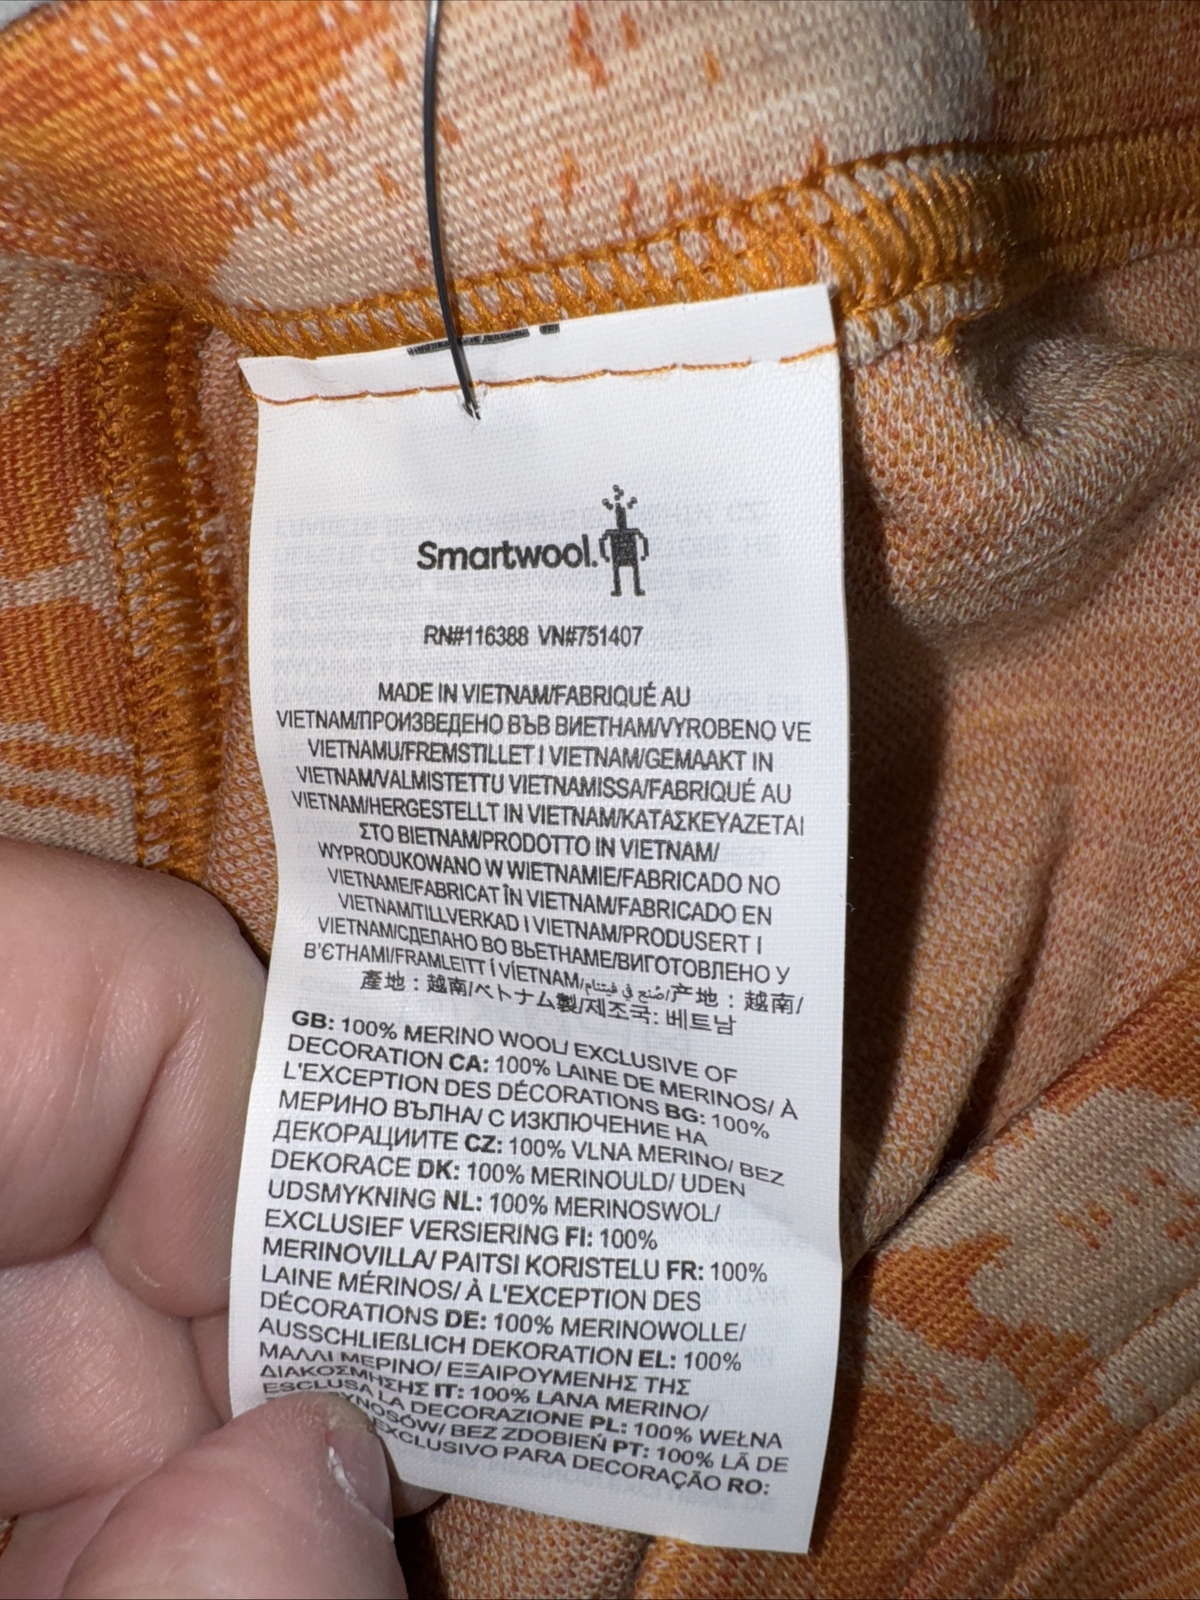 Smartwool.
RN#116388 VN#751407
MADE IN VIETNAM/FABRIQUÉ AU
VIETNAM/ПРОИЗВЕДЕНО ВЪВ ВИЕТНАМ/VYROBENO VE
VIETNAMU/FREMSTILLET I VIETNAM/GEMAAKT IN
VIETNAM/VALMISTETTU VIETNAMISSA/FABRIQUÉ AU
VIETNAM/HERGESTELLT IN VIETNAM/ΚΑΤΑΣΚΕΥΑΖΕΤΑΙ
ΣΤΟ ΒΙΕΤΝΑΜ/PRODOTTO IN VIETNAM/
WYPRODUKOWANO W WIETNAMIE/FABRICADO NO
VIETNAME/FABRICAT ÎN VIETNAM/FABRICADO EN
VIETNAM/TILLVERKAD I VIETNAM/PRODUSERT I
VIETNAM/СДЕЛАНО ВО ВЬЕТНАМЕ/ВИГОТОВЛЕНО У
В'ЄТНАМІ/FRAMLEITT Í VÍETNAM/صُنع في فيتنام/产地：越南/
產地：越南/ベトナム製/제조국: 베트남
GB: 100% MERINO WOOL/ EXCLUSIVE OF
DECORATION CA: 100% LAINE DE MERINOS/ À
L'EXCEPTION DES DÉCORATIONS BG: 100%
МЕРИНО ВЪЛНА/ С ИЗКЛЮЧЕНИЕ НА
ДЕКОРАЦИИТЕ CZ: 100% VLNA MERINO/ BEZ
DEKORACE DK: 100% MERINOULD/ UDEN
UDSMYKNING NL: 100% MERINOSWOL/
EXCLUSIEF VERSIERING FI: 100%
MERINOVILLA/ PAITSI KORISTELU FR: 100%
LAINE MÉRINOS/ À L'EXCEPTION DES
DÉCORATIONS DE: 100% MERINOWOLLE/
AUSSCHLIEßLICH DEKORATION EL: 100%
ΜΑΛΛΙ ΜΕΡΙΝΟ/ ΕΞΑΙΡΟΥΜΕΝΗΣ ΤΗΣ
ΔΙΑΚΟΣΜΗΣΗΣ IT: 100% LANA MERINO/
ESCLUSA LA DECORAZIONE PL: 100% WEŁNA
BEZ ZDOBIEŃ PT: 100% LÃ DE
EXCLUSIVO PARA DECORAÇÃO RO: